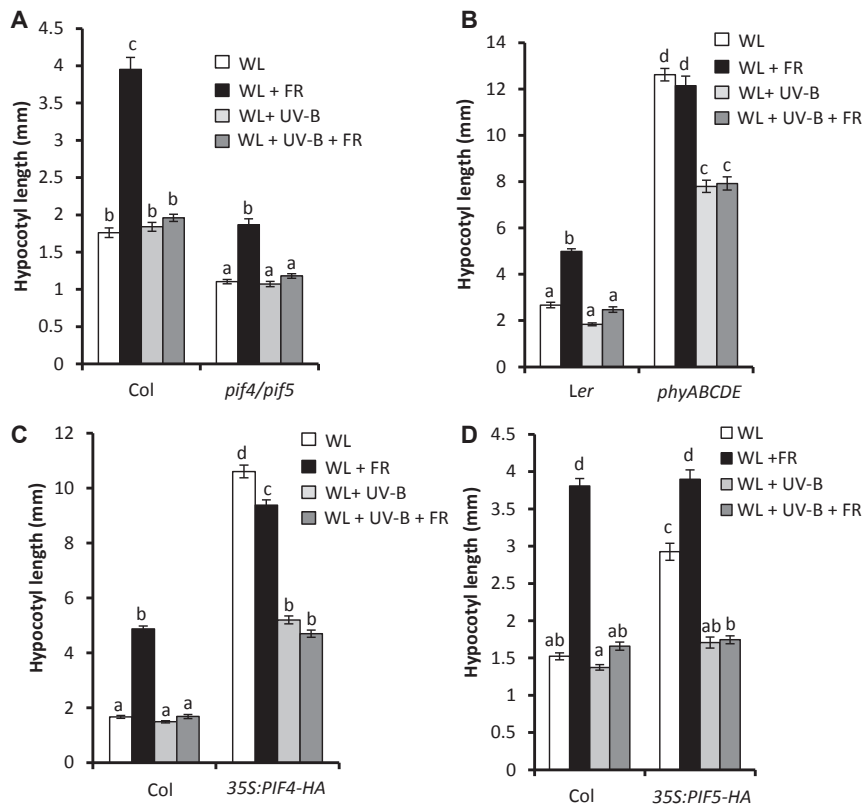 A
Hypocotyl length (mm)
4.5
4
3.5
3
2.5
2
1.5
1
0.5
0
WL
WL + FR
WL+ UV-B
WL + UV-B + FR
b
c
b
b
a
b
a
a
Col
pif4/pif5
B
Hypocotyl length (mm)
14
12
10
8
6
4
2
0
WL
WL + FR
WL+ UV-B
WL + UV-B + FR
a
b
a
a
d
d
c
c
Ler
phyABCDE
C
Hypocotyl length (mm)
12
10
8
6
4
2
0
WL
WL + FR
WL+ UV-B
WL + UV-B + FR
a
b
a
a
d
c
b
b
Col
35S:PIF4-HA
D
Hypocotyl length (mm)
4.5
4
3.5
3
2.5
2
1.5
1
0.5
0
WL
WL +FR
WL + UV-B
WL + UV-B + FR
ab
d
a
ab
c
d
ab
b
Col
35S:PIF5-HA